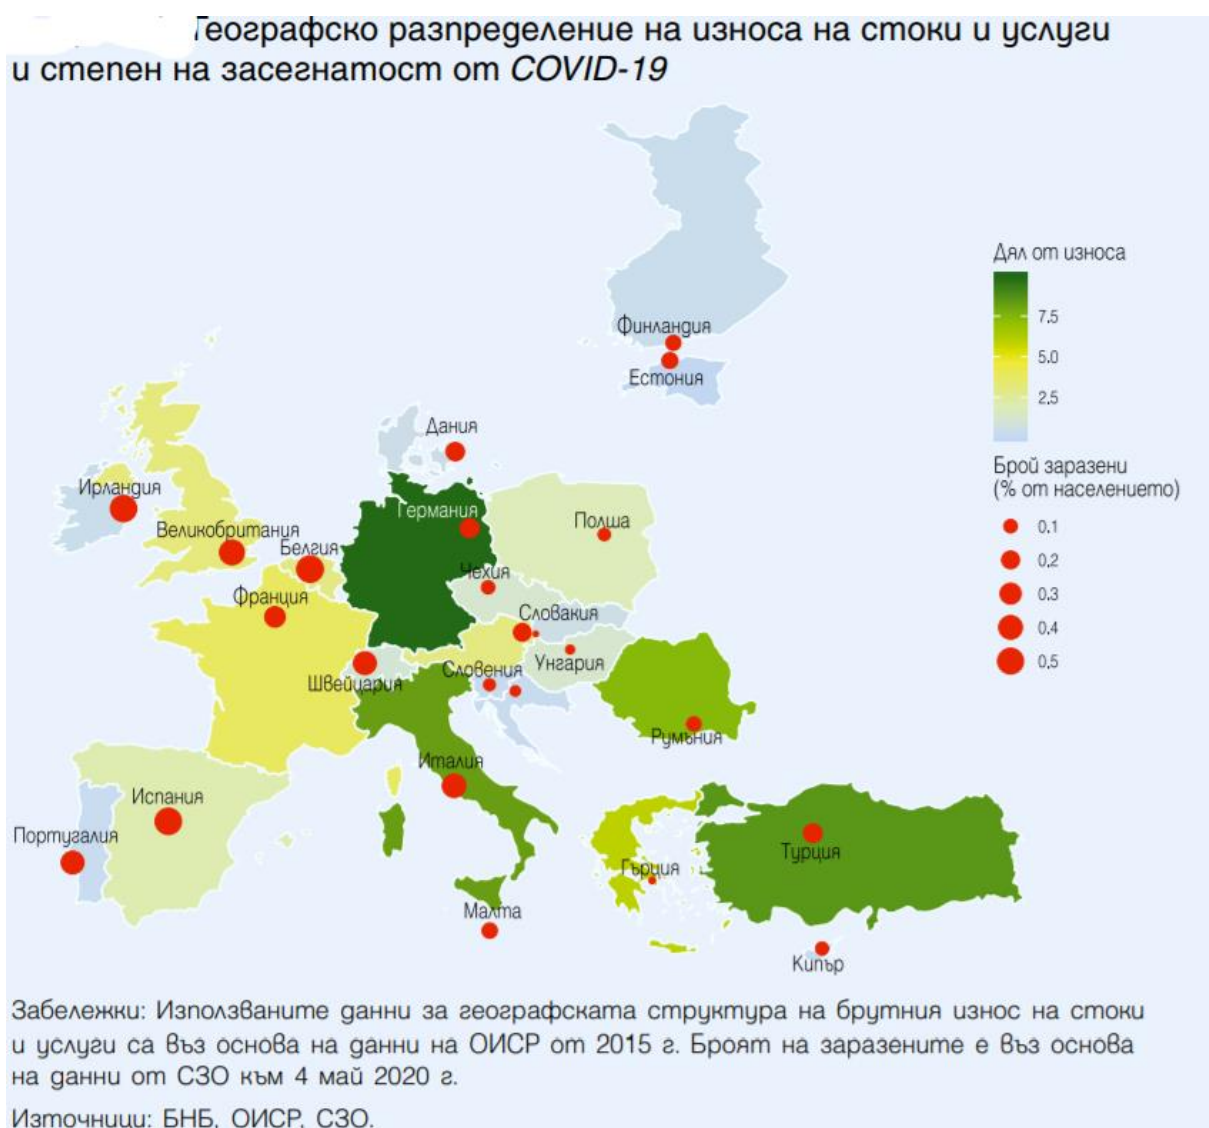 Географско разпределение на износа на стоки и услуги
и степен на засегнатост от COVID-19
Дял от износа
7.5
5.0
2.5
Брой заразени
(% от населението)
0.1
0.2
0.3
0.4
0.5
Финландия
Естония
Дания
Ирландия
Германия
Полша
Великобритания
Белгия
Чехия
Франция
Словакия
Унгария
Словения
Швейцария
Румъния
Италия
Испания
Португалия
Турция
Гърция
Малта
Кипър
Забележки: Използваните данни за географската структура на брутния износ на стоки
и услуги са въз основа на данни на ОИСР от 2015 г. Броят на заразените е въз основа
на данни от СЗО към 4 май 2020 г.
Източници: БНБ, ОИСР, СЗО.